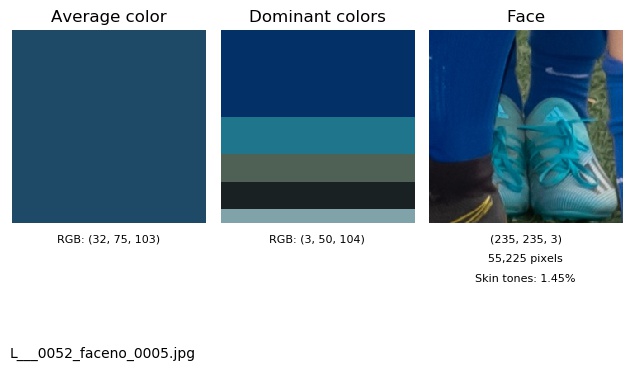 Average color
Dominant colors
Face
RGB: (32, 75, 103)
RGB: (3, 50, 104)
(235, 235, 3)
55,225 pixels
Skin tones: 1.45%
L___0052_faceno_0005.jpg